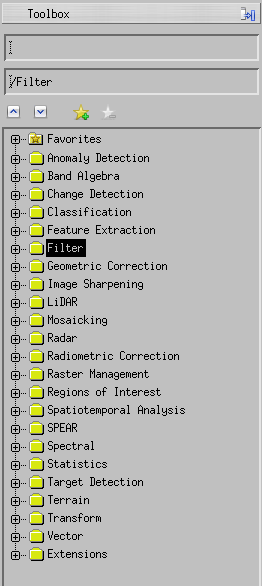 Toolbox
/Filter
Favorites
Anomaly Detection
Band Algebra
Change Detection
Classification
Feature Extraction
Filter
Geometric Correction
Image Sharpening
LiDAR
Mosaicking
Radar
Radiometric Correction
Raster Management
Regions of Interest
Spatiotemporal Analysis
SPEAR
Spectral
Statistics
Target Detection
Terrain
Transform
Vector
Extensions